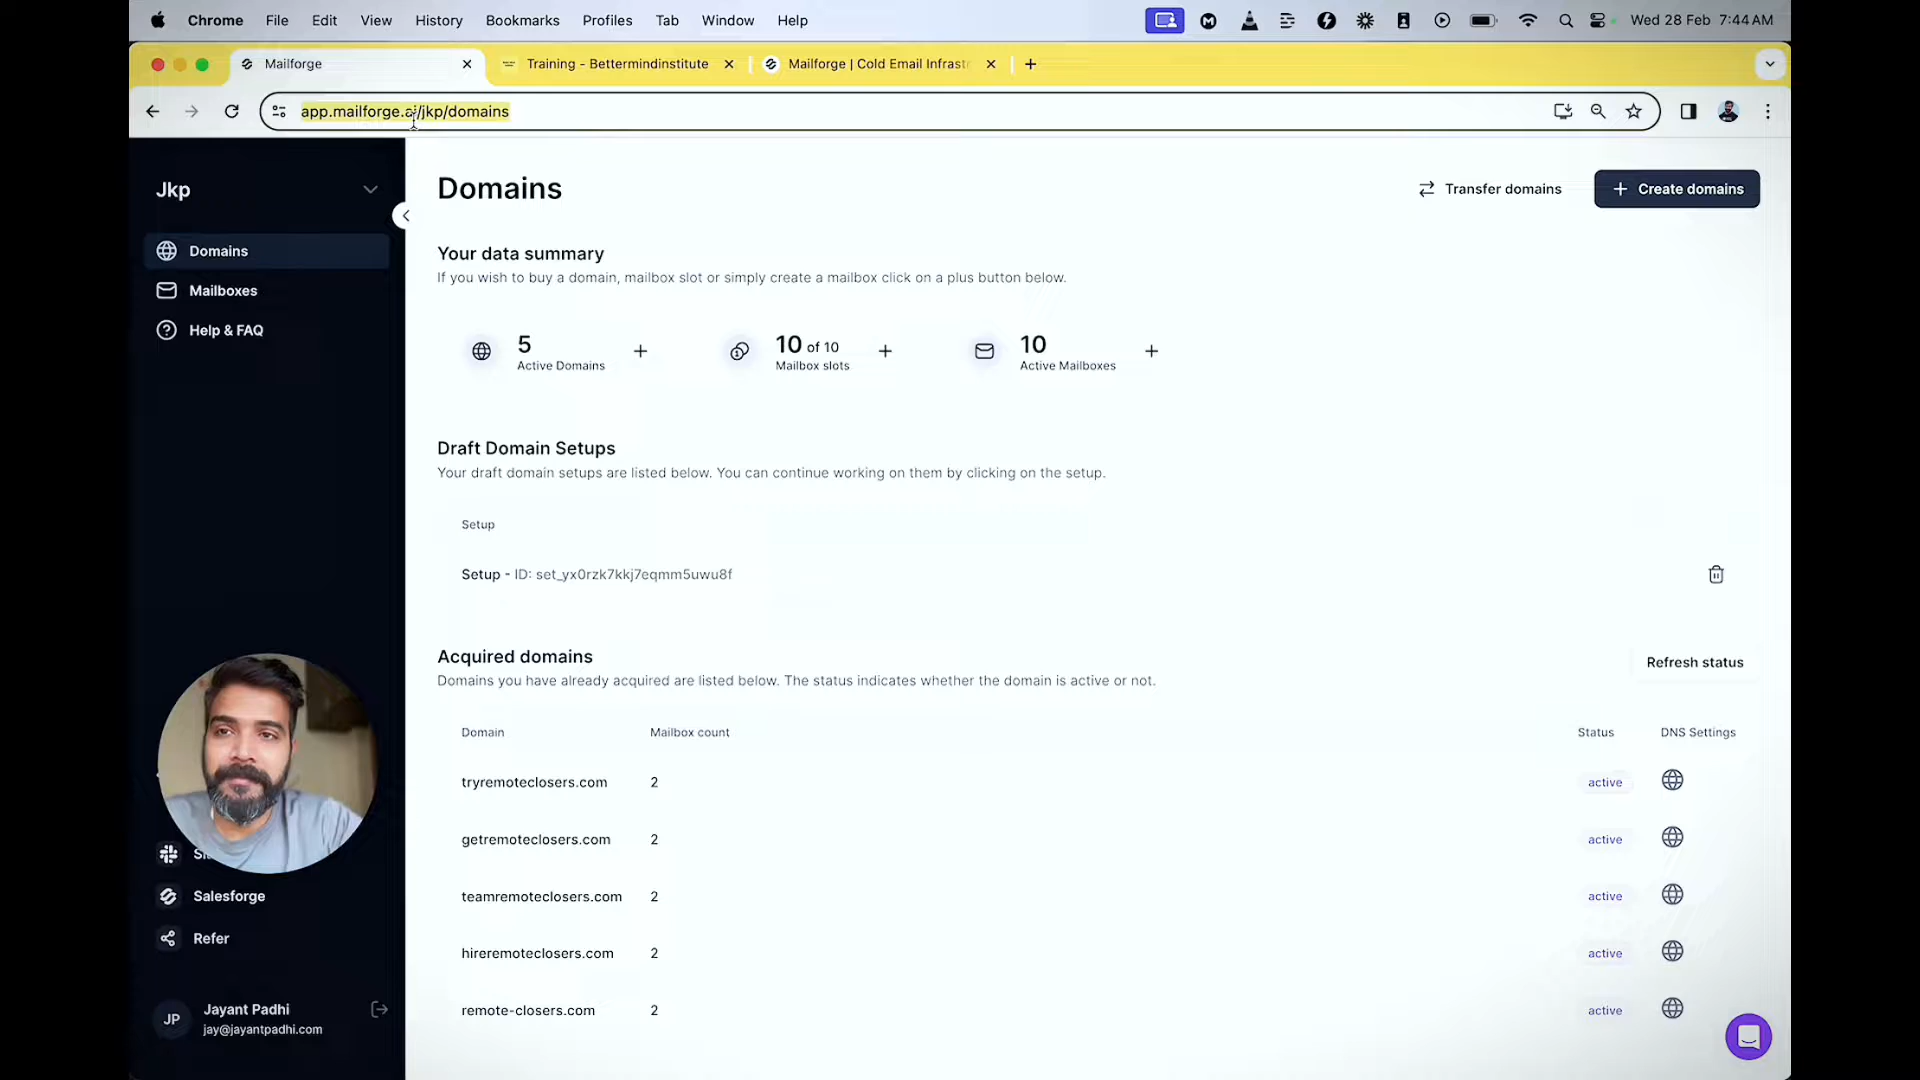 Chrome File Edit View History Bookmarks Profiles Tab Window Help Wed 28 Feb 7:44 AM
Mailforge Training - Bettermindinstitute Mailforge | Cold Email Infrast
app.mailforge.ai/jkp/domains
Jkp
Domains
Mailboxes
Help & FAQ
Salesforge
Refer
JP
Jayant Padhi
jay@jayantpadhi.com
Domains
Transfer domains
Create domains
Your data summary
If you wish to buy a domain, mailbox slot or simply create a mailbox click on a plus button below.
5
Active Domains
10 of 10
Mailbox slots
10
Active Mailboxes
Draft Domain Setups
Your draft domain setups are listed below. You can continue working on them by clicking on the setup.
Setup
Setup - ID: set_yx0rzk7kkj7eqmm5uwu8f
Acquired domains
Domains you have already acquired are listed below. The status indicates whether the domain is active or not.
Refresh status
Domain Mailbox count Status DNS Settings
tryremoteclosers.com 2 active
getremoteclosers.com 2 active
teamremoteclosers.com 2 active
hireremoteclosers.com 2 active
remote-closers.com 2 active